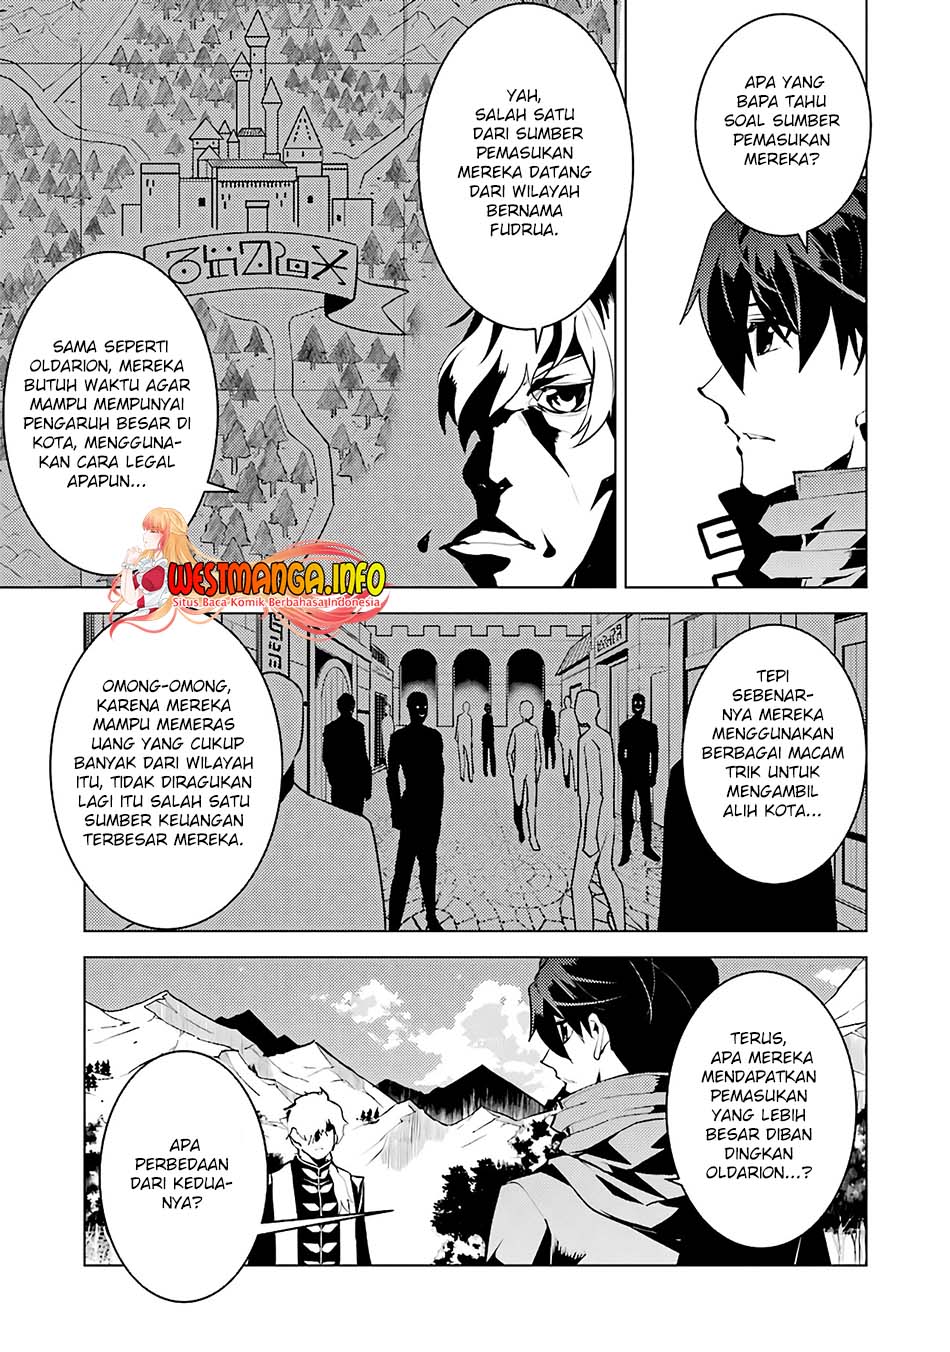 APA YANG
BAPA TAHU
SOAL SUMBER
PEMASUKAN
MEREKA?
YAH,
SALAH SATU
DARI SUMBER
PEMASUKAN
MEREKA DATANG
DARI WILAYAH
BERNAMA
FUDRUA.
SAMA SEPERTI
OLDARION, MEREKA
BUTUH WAKTU AGAR
MAMPU MEMPUNYAI
PENGARUH BESAR DI
KOTA, MENGGUNA-
KAN CARA LEGAL
APAPUN...
WESTMANGA.INFO
Situs Baca Komik Berbahasa Indonesia
TEPI
SEBENAR-
NYA MEREKA
MENGGUNAKAN
BERBAGAI MACAM
TRIK UNTUK
MENGAMBIL
ALIH KOTA...
OMONG-OMONG,
KARENA MEREKA
MAMPU MEMERAS
UANG YANG CUKUP
BANYAK DARI WILAYAH
ITU, TIDAK DIRAGUKAN
LAGI ITU SALAH SATU
SUMBER KEUANGAN
TERBESAR MEREKA.
TERUS,
APA MEREKA
MENDAPATKAN
PEMASUKAN
YANG LEBIH
BESAR DIBAN
DINGKAN
OLDARION...?
APA
PERBEDAAN
DARI KEDUA-
NYA?